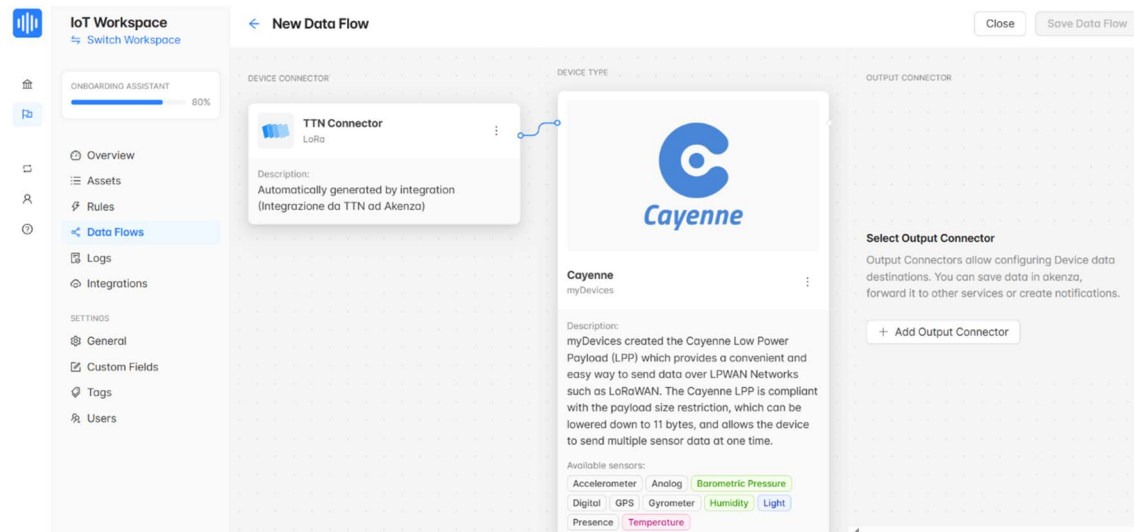 IoT Workspace
Switch Workspace
ONBOARDING ASSISTANT
80%
Overview
Assets
Rules
Data Flows
Logs
Integrations
SETTINGS
General
Custom Fields
Tags
Users
New Data Flow
Close
Save Data Flow
DEVICE CONNECTOR
TTN Connector
LoRa
Description:
Automatically generated by integration
(Integrazione da TTN ad Akenza)
DEVICE TYPE
Cayenne
Cayenne
myDevices
Description:
myDevices created the Cayenne Low Power
Payload (LPP) which provides a convenient and
easy way to send data over LPWAN Networks
such as LoRaWAN. The Cayenne LPP is compliant
with the payload size restriction, which can be
lowered down to 11 bytes, and allows the device
to send multiple sensor data at one time.
Available sensors:
Accelerometer Analog Barometric Pressure
Digital GPS Gyrometer Humidity Light
Presence Temperature
OUTPUT CONNECTOR
Select Output Connector
Output Connectors allow configuring Device data
destinations. You can save data in akenza,
forward it to other services or create notifications.
+ Add Output Connector